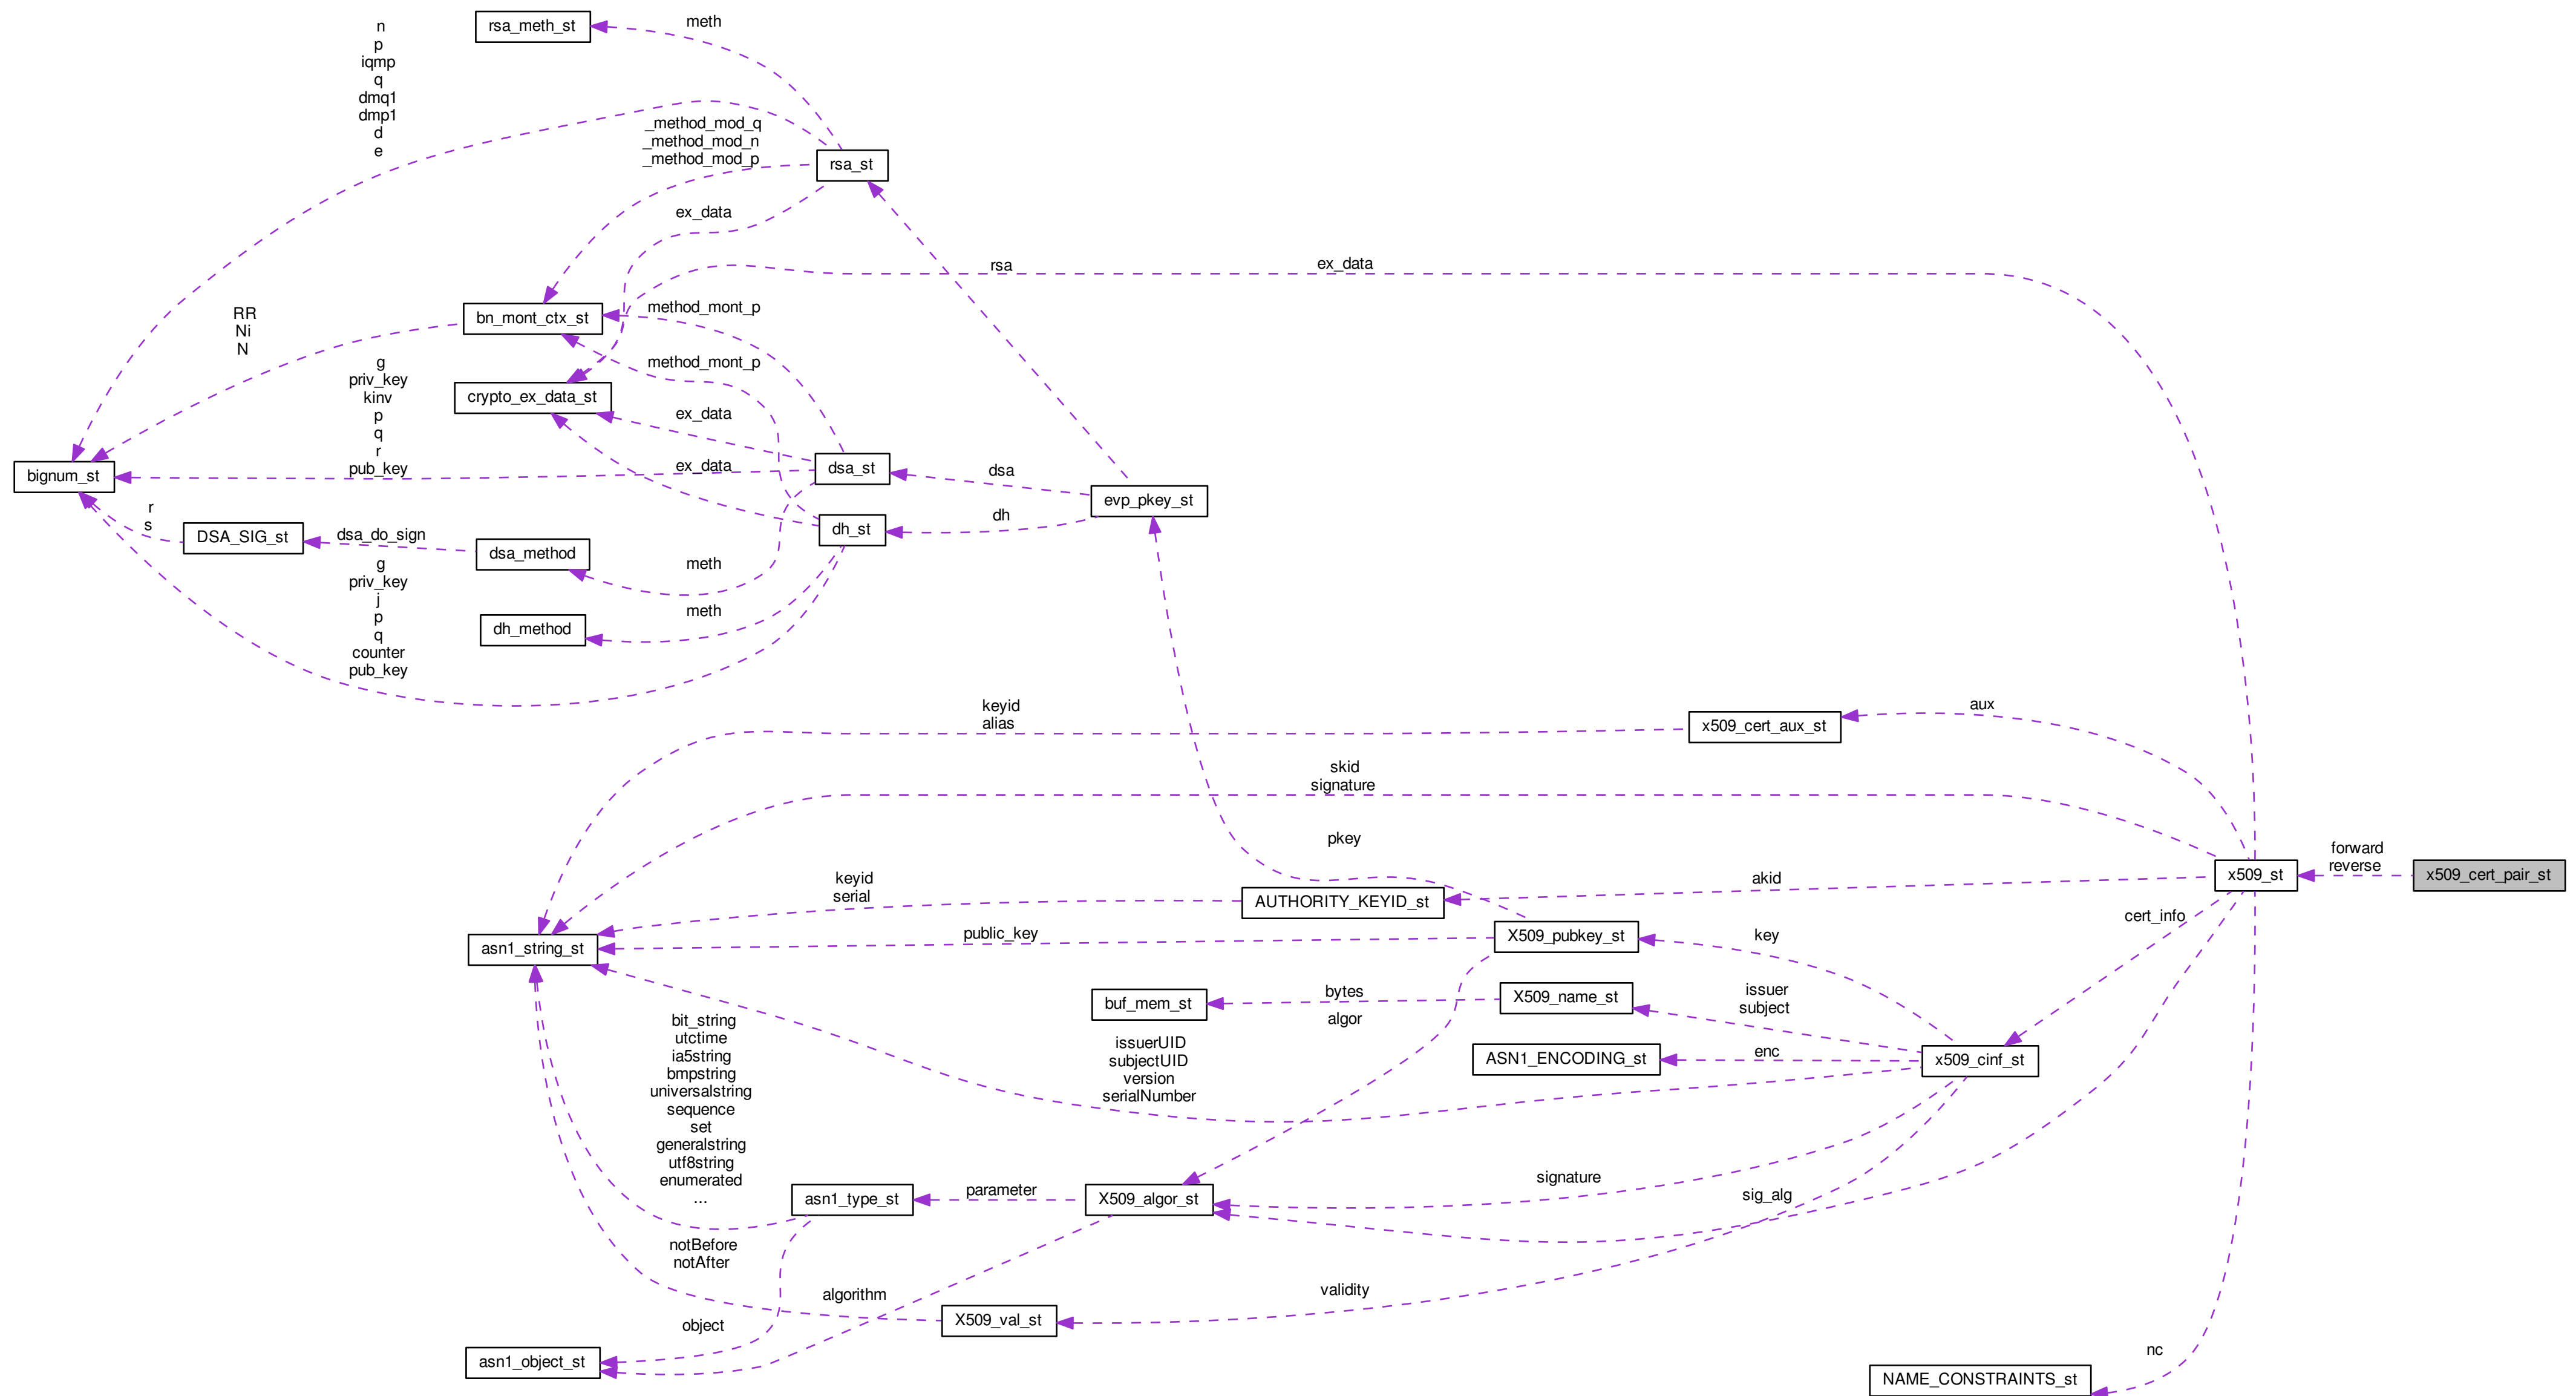 rsa_meth_st
meth
n
p
iqmp
q
dmq1
dmp1
d
e
_method_mod_q
_method_mod_n
_method_mod_p
rsa_st
ex_data
rsa
ex_data
RR
Ni
N
bn_mont_ctx_st
method_mont_p
method_mont_p
crypto_ex_data_st
g
priv_key
kinv
p
q
r
pub_key
ex_data
ex_data
bignum_st
dsa_st
dsa
evp_pkey_st
dh
dh_st
r
s
DSA_SIG_st
dsa_do_sign
dsa_method
meth
g
priv_key
j
p
q
counter
pub_key
dh_method
meth
keyid
alias
x509_cert_aux_st
aux
skid
signature
pkey
forward
reverse
x509_st
x509_cert_pair_st
keyid
serial
AUTHORITY_KEYID_st
akid
cert_info
asn1_string_st
public_key
X509_pubkey_st
key
buf_mem_st
bytes
X509_name_st
issuer
subject
algor
bit_string
utctime
ia5string
bmpstring
universalstring
sequence
set
generalstring
utf8string
enumerated
...
issuerUID
subjectUID
version
serialNumber
ASN1_ENCODING_st
enc
x509_cinf_st
asn1_type_st
parameter
X509_algor_st
signature
sig_alg
notBefore
notAfter
algorithm
X509_val_st
validity
object
asn1_object_st
nc
NAME_CONSTRAINTS_st